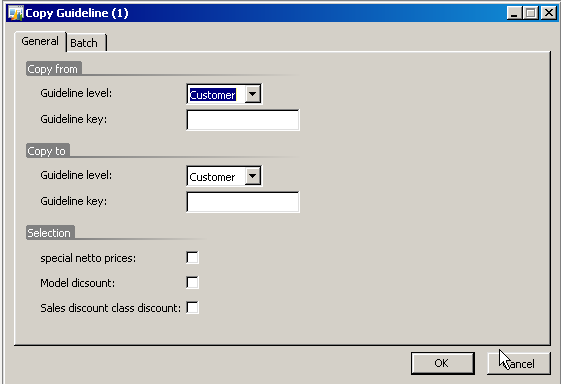 Copy Guideline (1)
General Batch
Copy from
Guideline level: Customer
Guideline key:
Copy to
Guideline level: Customer
Guideline key:
Selection
special netto prices:
Model dicsount:
Sales discount class discount:
OK Cancel